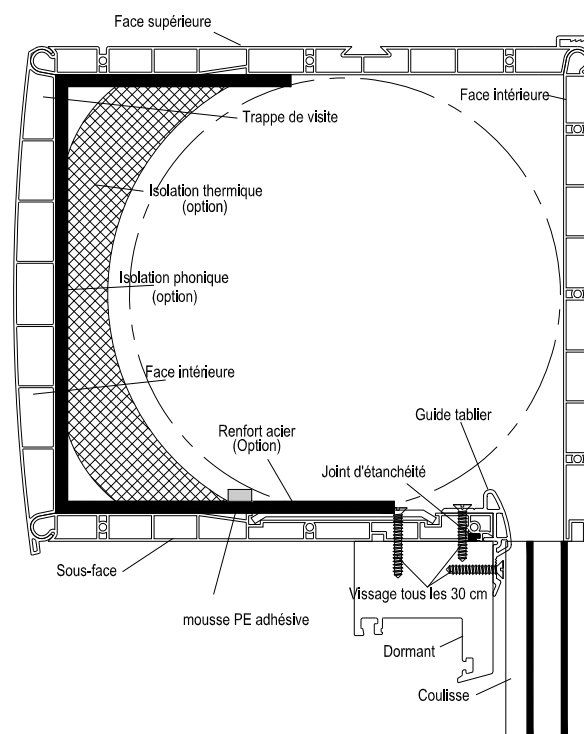 Face supérieure
Face intérieure
Trappe de visite
Isolation thermique
(option)
Isolation phonique
(option)
Face intérieure
Guide tablier
Renfort acier
(Option)
Joint d'étanchéité
Sous-face
Vissage tous les 30 cm
mousse PE adhésive
Dormant
Coulisse